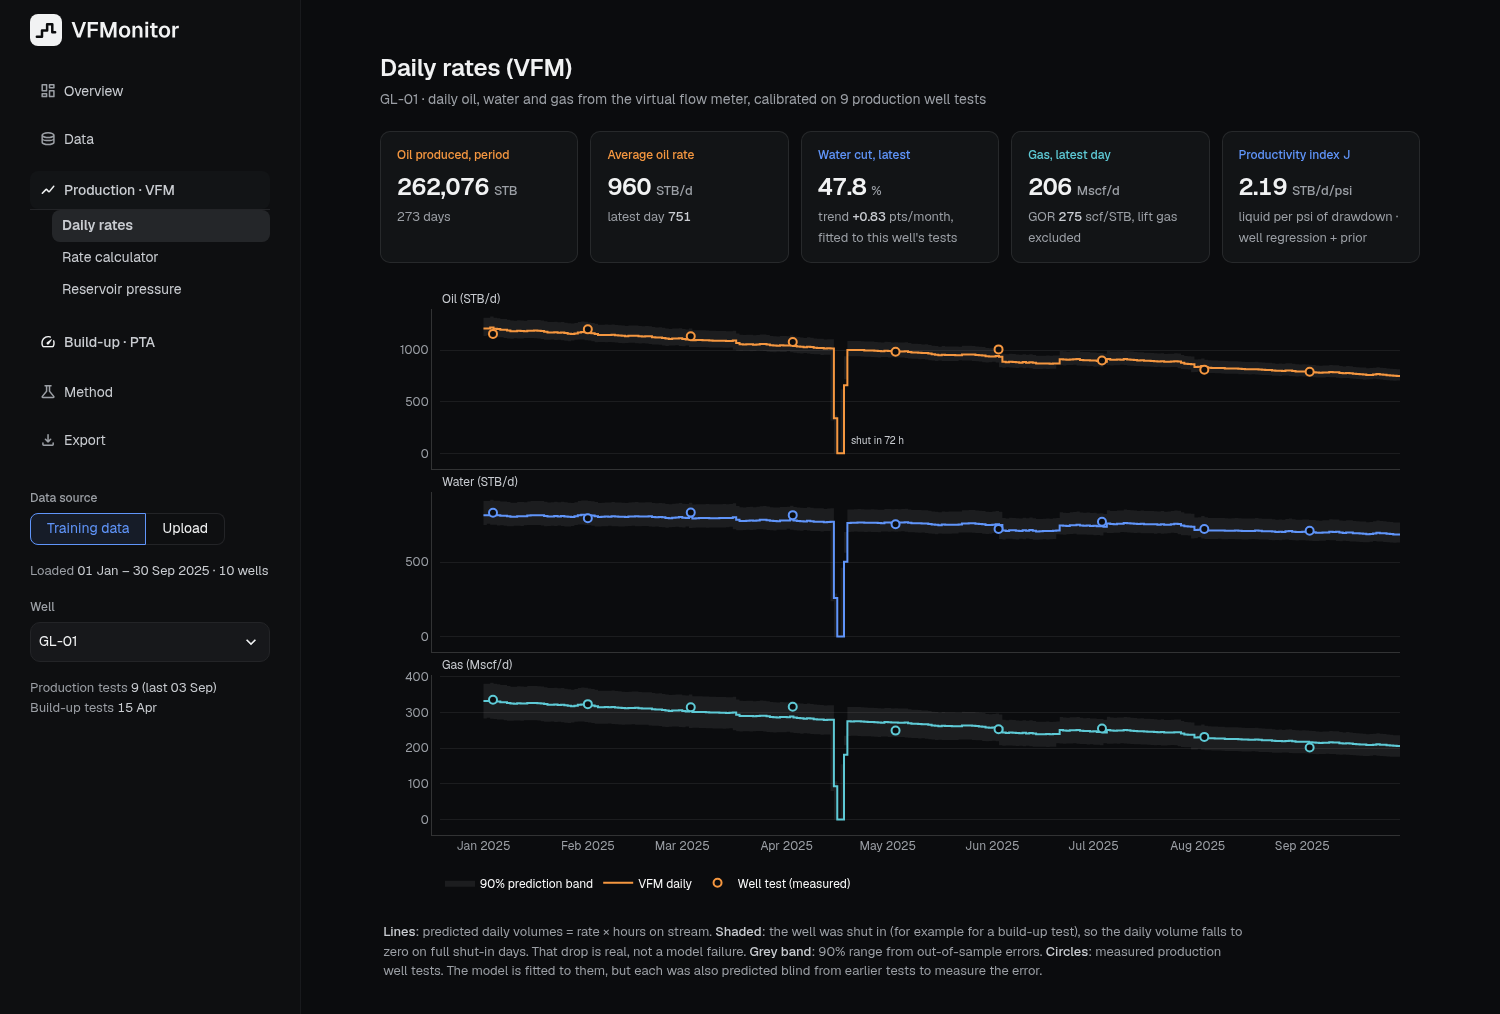 VFMonitor
Overview
Data
Production · VFM
Daily rates
Rate calculator
Reservoir pressure
Build-up · PTA
Method
Export
Data source
Training data
Upload
Loaded 01 Jan – 30 Sep 2025 · 10 wells
Well
GL-01
Production tests 9 (last 03 Sep)
Build-up tests 15 Apr
Daily rates (VFM)
GL-01 · daily oil, water and gas from the virtual flow meter, calibrated on 9 production well tests
Oil produced, period
262,076 STB
273 days
Average oil rate
960 STB/d
latest day 751
Water cut, latest
47.8 %
trend +0.83 pts/month,
fitted to this well's tests
Gas, latest day
206 Mscf/d
GOR 275 scf/STB, lift gas
excluded
Productivity index J
2.19 STB/d/psi
liquid per psi of drawdown ·
well regression + prior
Oil (STB/d)
1000
500
0
shut in 72 h
Water (STB/d)
500
0
Gas (Mscf/d)
400
300
200
100
0
Jan 2025 Feb 2025 Mar 2025 Apr 2025 May 2025 Jun 2025 Jul 2025 Aug 2025 Sep 2025
90% prediction band VFM daily Well test (measured)
Lines: predicted daily volumes = rate × hours on stream. Shaded: the well was shut in (for example for a build-up test), so the daily volume falls to
zero on full shut-in days. That drop is real, not a model failure. Grey band: 90% range from out-of-sample errors. Circles: measured production
well tests. The model is fitted to them, but each was also predicted blind from earlier tests to measure the error.